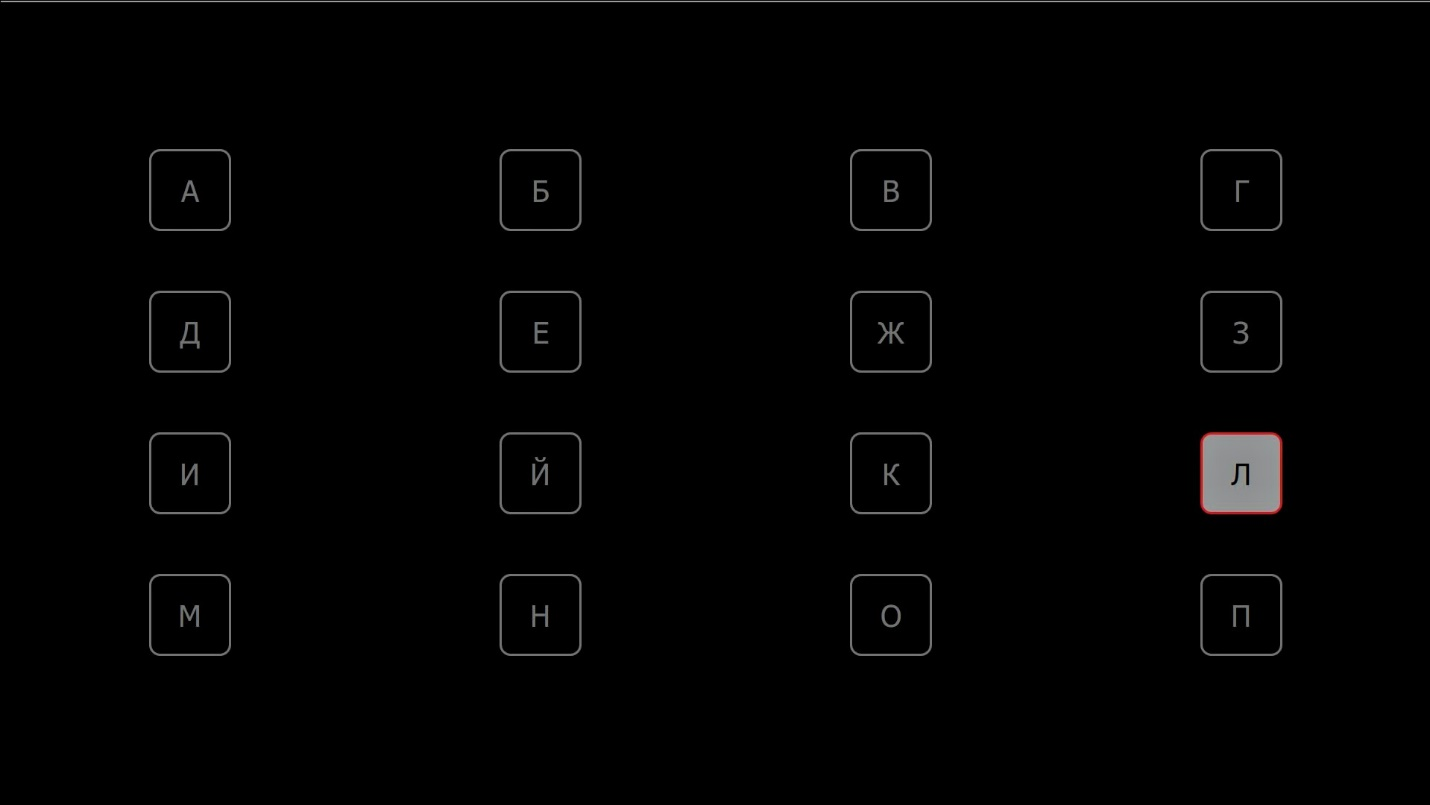 А Б В Г
Д Е Ж З
И Й К Л
М Н О П